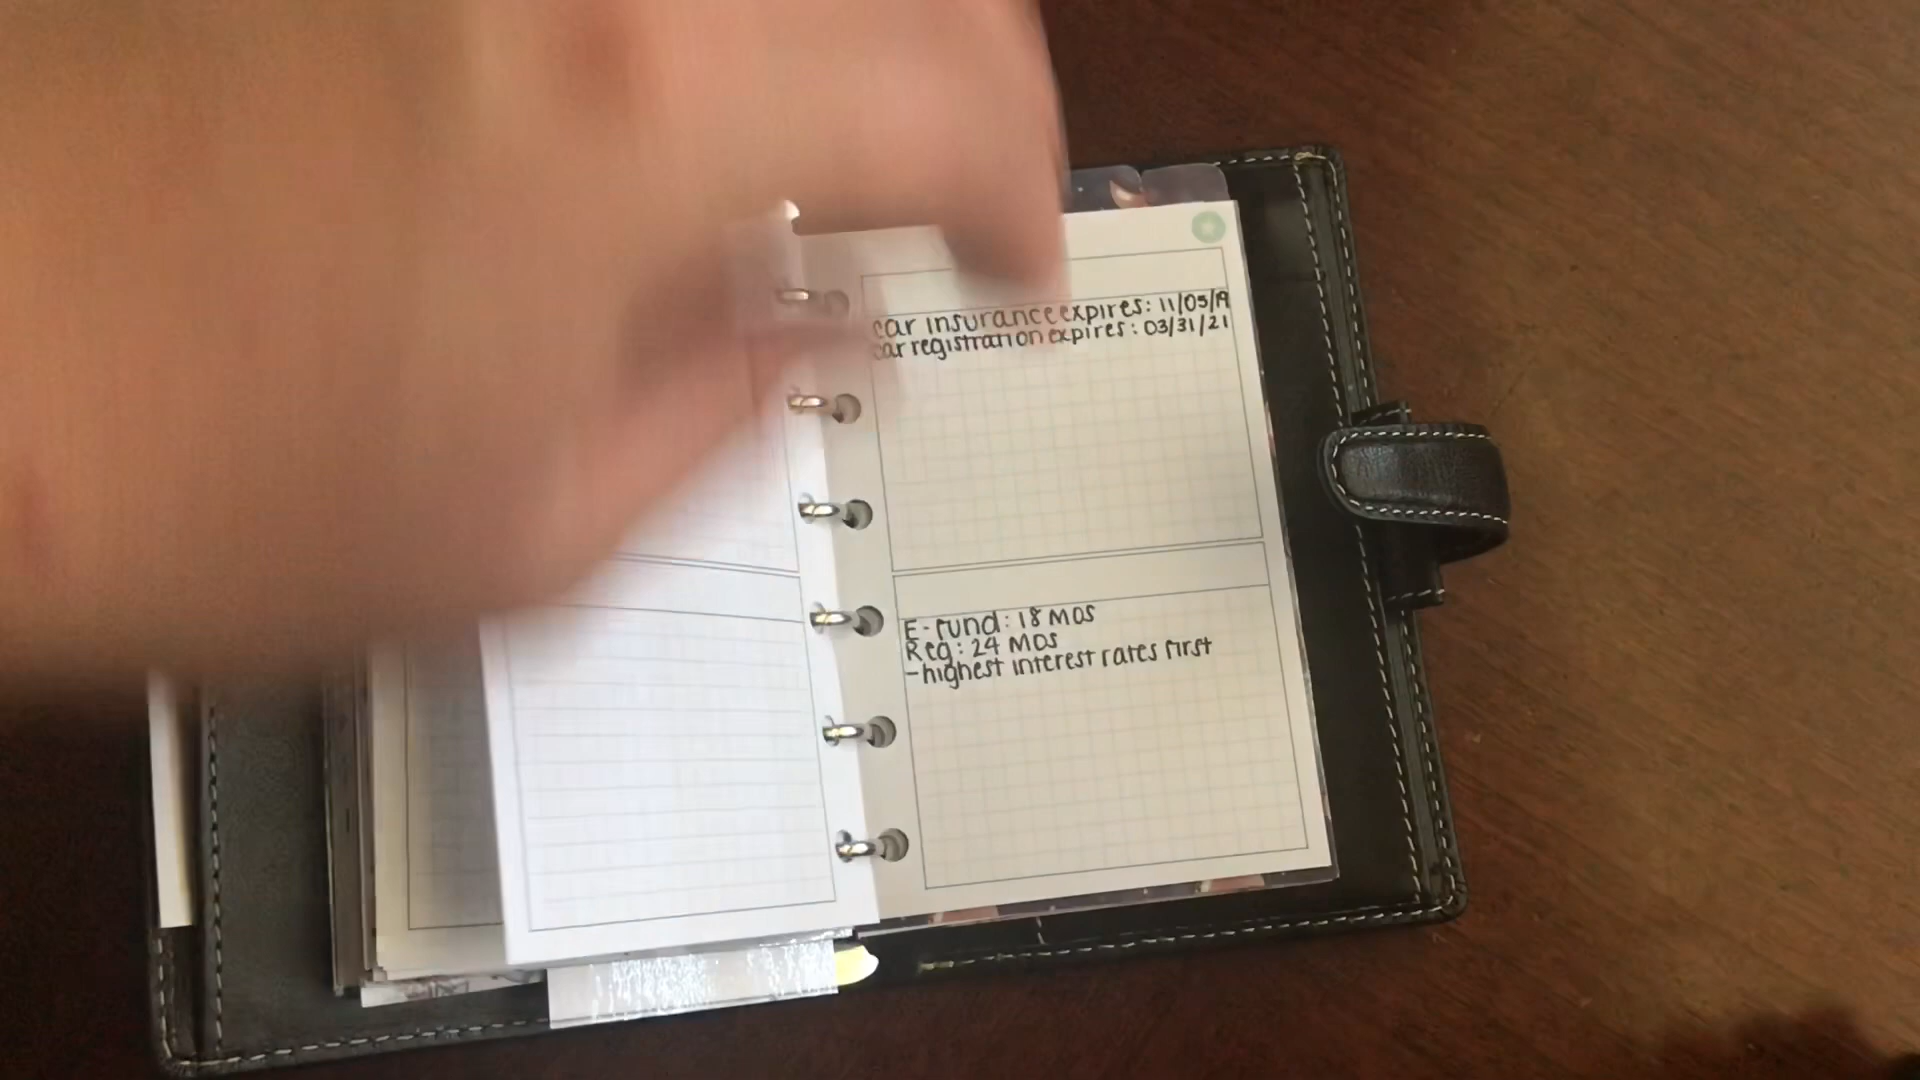 car insurance expires: 11/05/19
car registration expires: 03/31/21
E-fund: 18 MOS
Reg: 24 MOS
-highest interest rates first